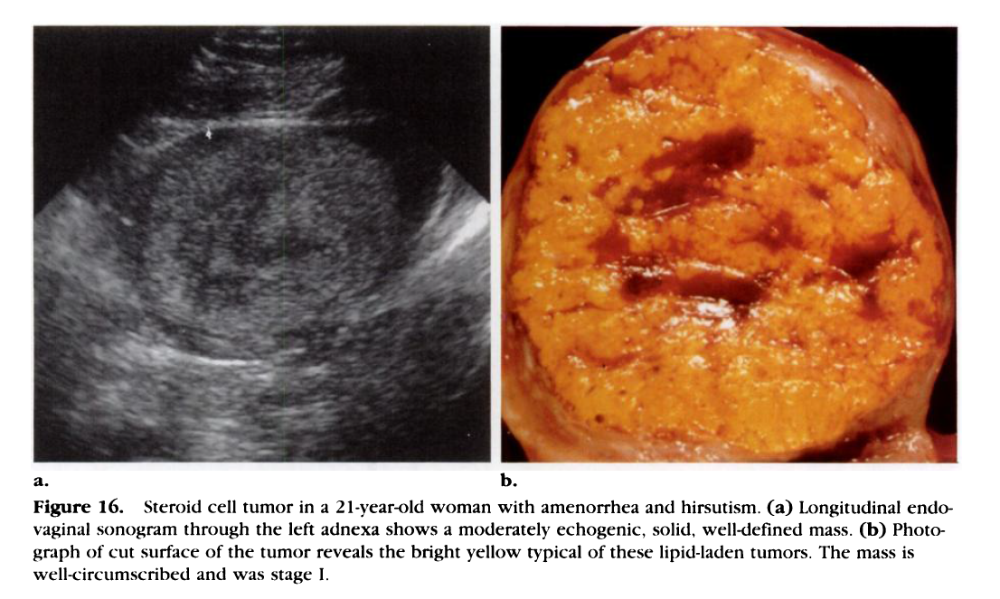 a.
b.
Figure 16. Steroid cell tumor in a 21-year-old woman with amenorrhea and hirsutism. (a) Longitudinal endo-
vaginal sonogram through the left adnexa shows a moderately echogenic, solid, well-defined mass. (b) Photo-
graph of cut surface of the tumor reveals the bright yellow typical of these lipid-laden tumors. The mass is
well-circumscribed and was stage I.